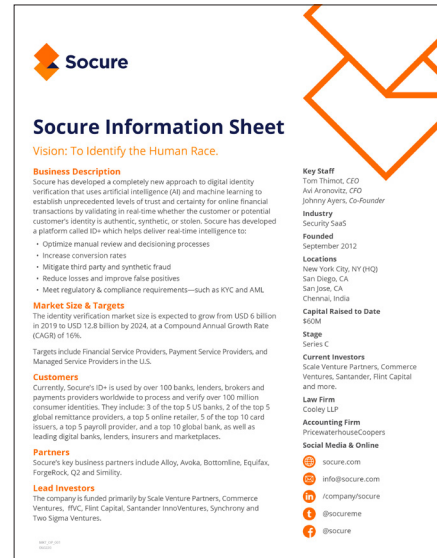 Socure
Socure Information Sheet
Vision: To Identify the Human Race.
Business Description
Socure has developed a completely new approach to digital identity
verification that uses artificial intelligence (AI) and machine learning to
establish unprecedented levels of trust and certainty for online financial
transactions by validating in real-time whether the customer or potential
customer's identity is authentic, synthetic, or stolen. Socure has developed
a platform called ID+ which helps deliver real-time intelligence to:
• Optimize manual review and decisioning processes
• Increase conversion rates
• Mitigate third party and synthetic fraud
• Reduce losses and improve false positives
• Meet regulatory & compliance requirements—such as KYC and AML
Market Size & Targets
The identity verification market size is expected to grow from USD 6 billion
in 2019 to USD 12.8 billion by 2024, at a Compound Annual Growth Rate
(CAGR) of 16%.
Targets include Financial Service Providers, Payment Service Providers, and
Managed Service Providers in the U.S.
Customers
Currently, Socure's ID+ is used by over 100 banks, lenders, brokers and
payments providers worldwide to process and verify over 100 million
consumer identities. They include: 3 of the top 5 US banks, 2 of the top 5
global remittance providers, a top 5 online retailer, 5 of the top 10 card
issuers, a top 5 payroll provider, and a top 10 global bank, as well as
leading digital banks, lenders, insurers and marketplaces.
Partners
Socure's key business partners include Alloy, Avoka, Bottomline, Equifax,
ForgeRock, Q2 and Simility.
Lead Investors
The company is funded primarily by Scale Venture Partners, Commerce
Ventures, ffVC, Flint Capital, Santander InnoVentures, Synchrony and
Two Sigma Ventures.
Key Staff
Tom Thimot, CEO
Avi Aronovitz, CFO
Johnny Ayers, Co-Founder
Industry
Security SaaS
Founded
September 2012
Locations
New York City, NY (HQ)
San Diego, CA
San Jose, CA
Chennai, India
Capital Raised to Date
$60M
Stage
Series C
Current Investors
Scale Venture Partners, Commerce
Ventures, Santander, Flint Capital
and more.
Law Firm
Cooley LLP
Accounting Firm
PricewaterhouseCoopers
Social Media & Online
socure.com
info@socure.com
in /company/socure
t @socureme
f @socure